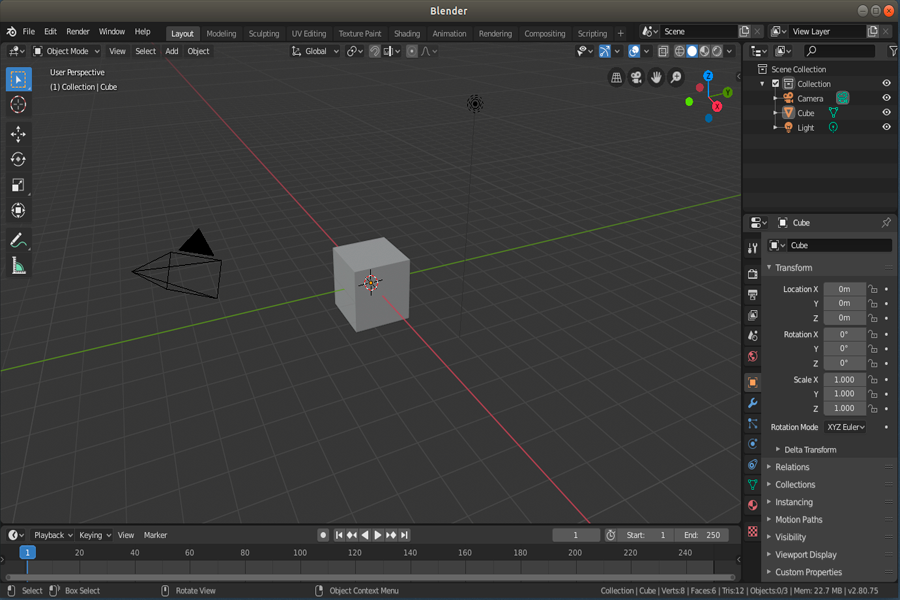 Blender
File Edit Render Window Help Layout Modeling Sculpting UV Editing Texture Paint Shading Animation Rendering Compositing Scripting + Scene View Layer
Object Mode View Select Add Object Global
User Perspective
(1) Collection | Cube
Z
Y
X
Scene Collection
Collection
Camera
Cube
Light
Cube
Cube
Transform
Location X 0m
Y 0m
Z 0m
Rotation X 0°
Y 0°
Z 0°
Scale X 1.000
Y 1.000
Z 1.000
Rotation Mode XYZ Euler
Delta Transform
Relations
Collections
Instancing
Motion Paths
Visibility
Viewport Display
Custom Properties
Playback Keying View Marker 1 Start: 1 End: 250
1 20 40 60 80 100 120 140 160 180 200 220 240
Select Box Select Rotate View Object Context Menu Collection | Cube | Verts:8 | Faces:6 | Tris:12 | Objects:0/3 | Mem: 22.7 MB | v2.80.75